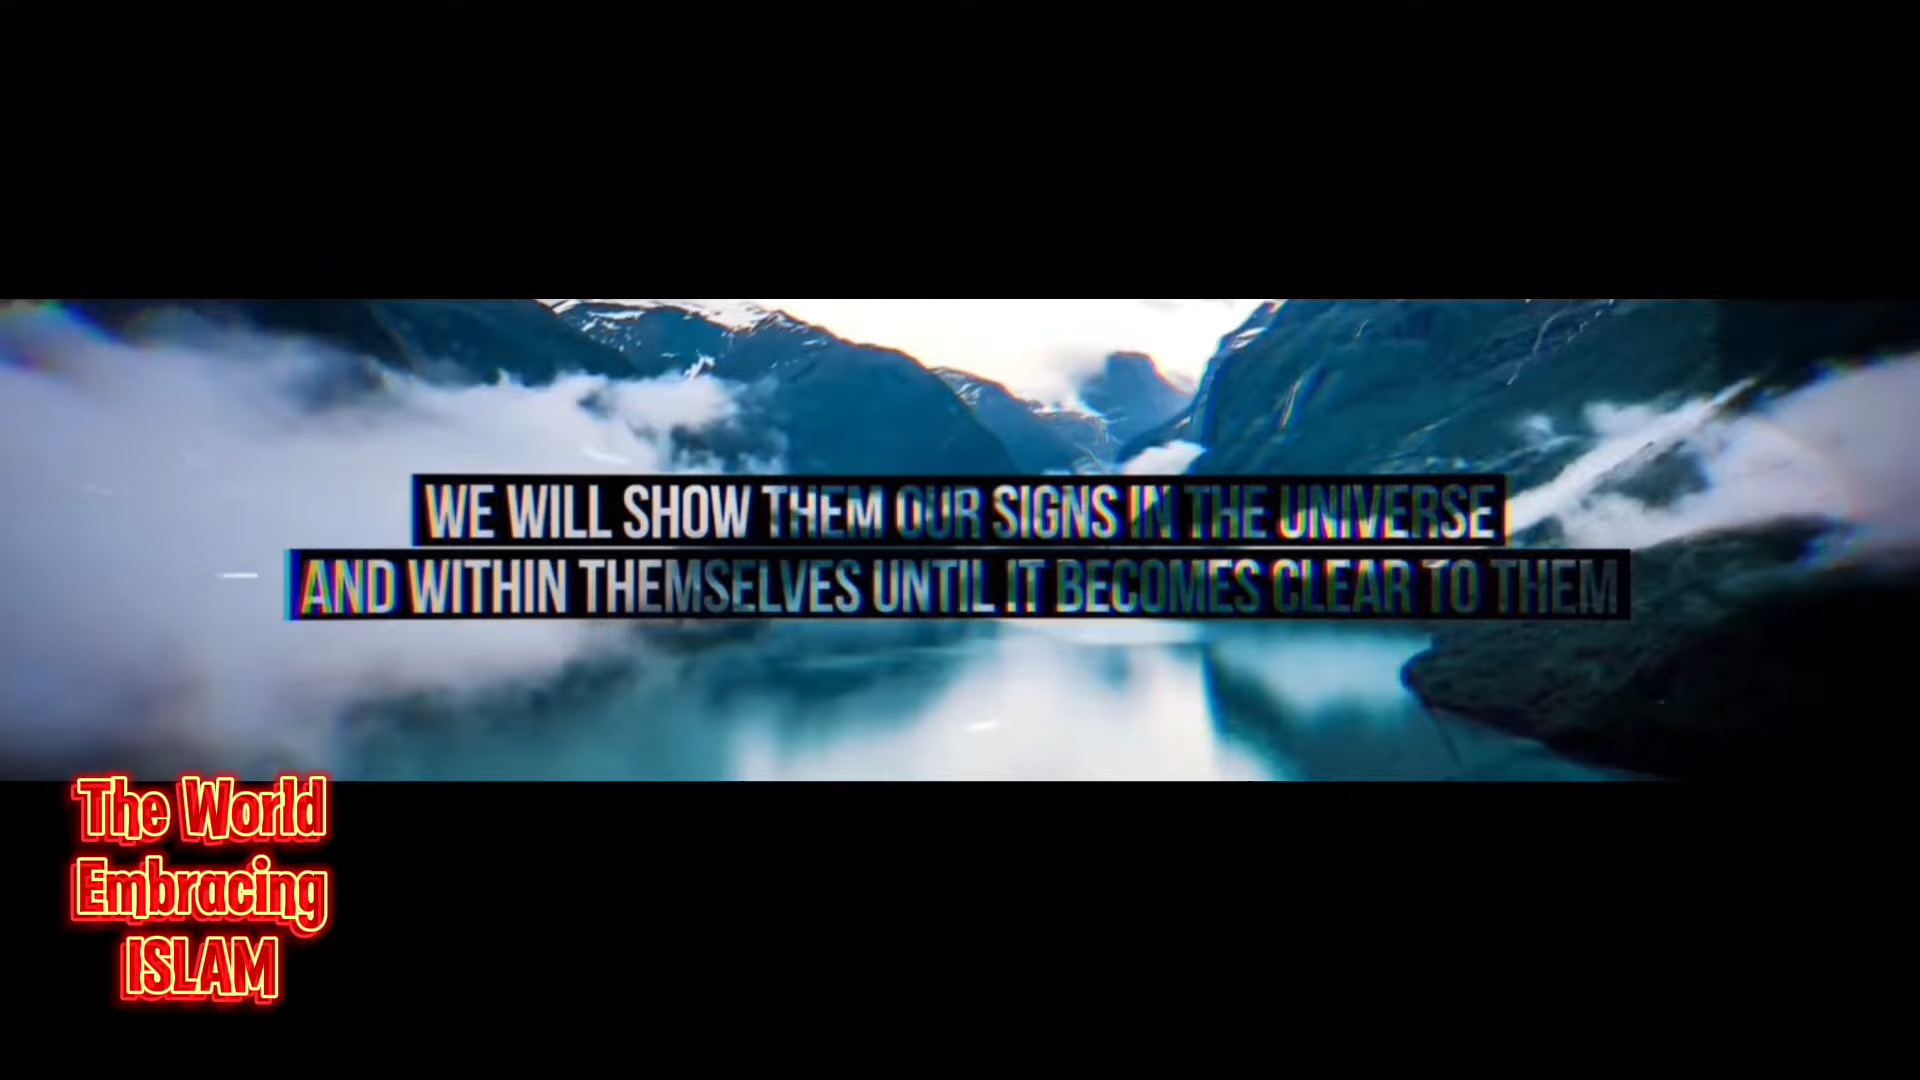 WE WILL SHOW THEM OUR SIGNS IN THE UNIVERSE
AND WITHIN THEMSELVES UNTIL IT BECOMES CLEAR TO THEM
The World
Embracing
ISLAM